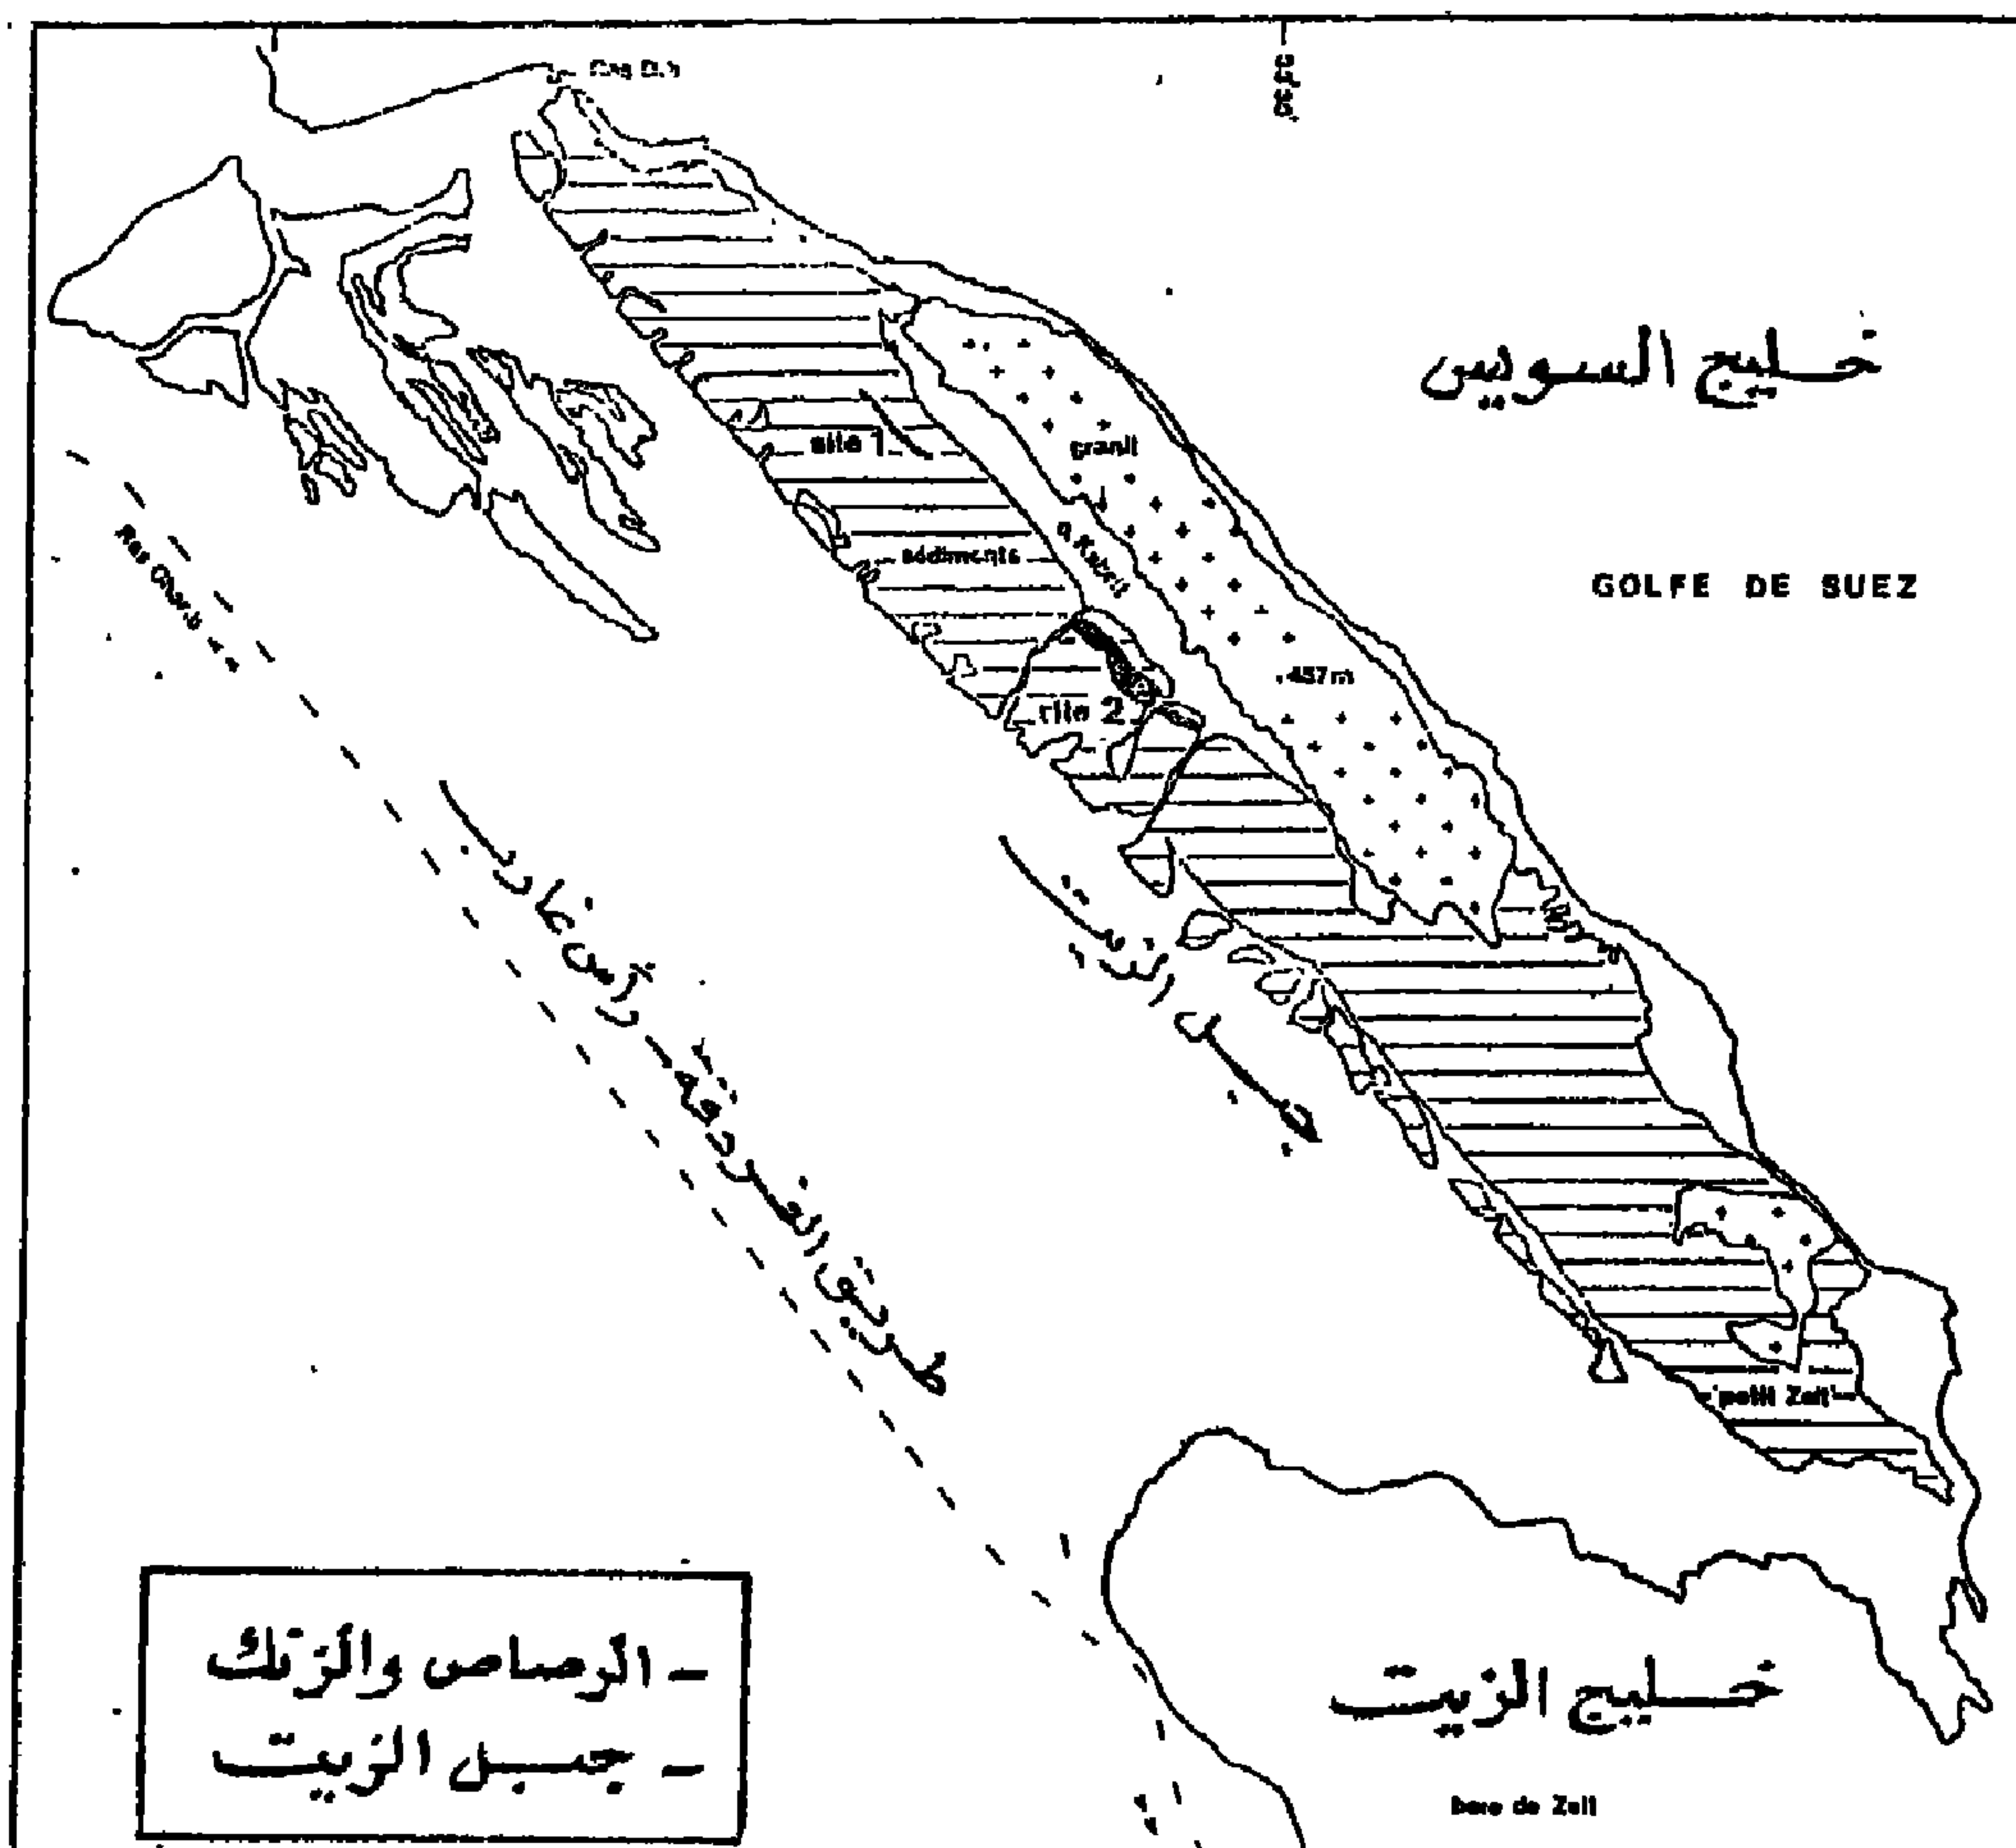 خليج السويس
granit
site 1
GOLFE DE SUEZ
sédiments
.457m
site 2
جبل الزيت
طريق الغردقة / رأس غارب
"petit Zeit"
- الرصاص والزنك
- جبل الزيت
خليج الزيت
baie de Zeit